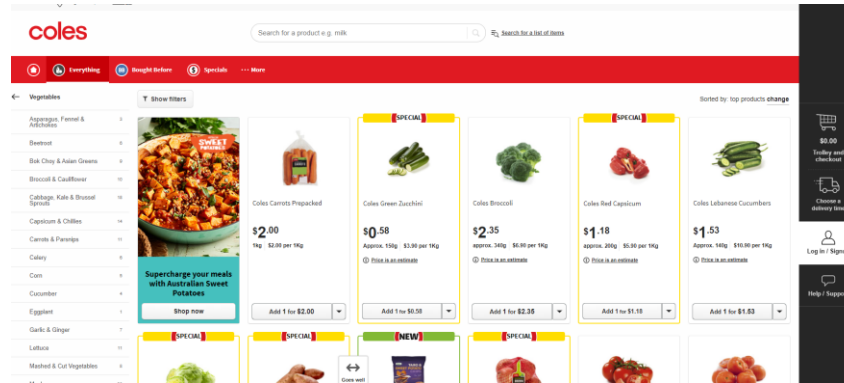 coles
Search for a product e.g. milk
Search for a list of items
Everything
Bought Before
Specials
More
Vegetables
Show filters
Sorted by: top products change
Asparagus, Fennel &
Artichokes
Beetroot
Bok Choy & Asian Greens
Broccoli & Cauliflower
Cabbage, Kale & Brussel
Sprouts
Capsicum & Chillies
Carrots & Parsnips
Celery
Corn
Cucumber
Eggplant
Garlic & Ginger
Lettuce
Mashed & Cut Vegetables
SWEET
POTATOES
Supercharge your meals
with Australian Sweet
Potatoes
Shop now
Coles Carrots Prepacked
$2.00
1kg $2.00 per 1Kg
Add 1 for $2.00
SPECIAL
Coles Green Zucchini
$0.58
Approx. 150g $3.90 per 1Kg
Price is an estimate
Add 1 for $0.58
Coles Broccoli
$2.35
approx. 340g $6.90 per 1Kg
Price is an estimate
Add 1 for $2.35
SPECIAL
Coles Red Capsicum
$1.18
approx. 200g $5.90 per 1Kg
Price is an estimate
Add 1 for $1.18
Coles Lebanese Cucumbers
$1.53
Approx. 140g $10.90 per 1Kg
Price is an estimate
Add 1 for $1.53
SPECIAL
SPECIAL
NEW
SPECIAL
Goes well
$0.00
Trolley and
checkout
Choose a
delivery time
Log in / Sign
Help / Suppo